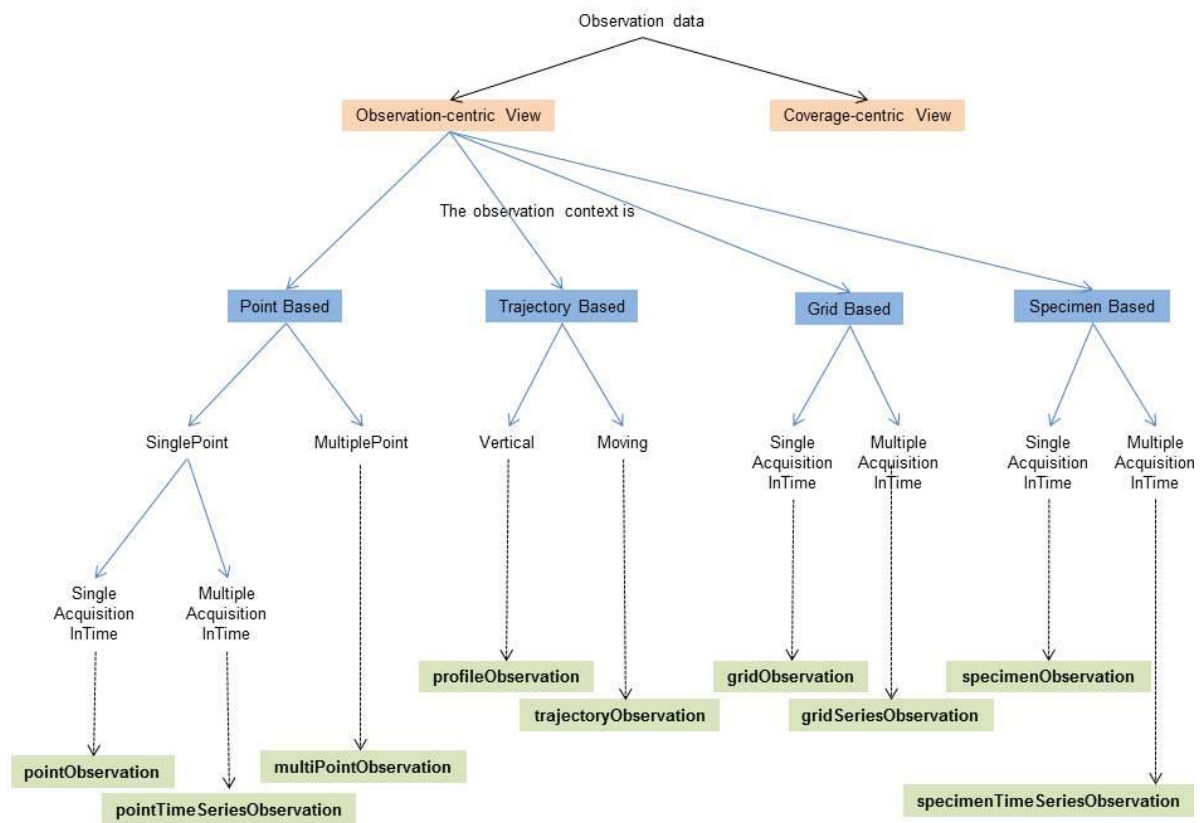 Observation data
Observation-centric View
Coverage-centric View
The observation context is
Point Based
Trajectory Based
Grid Based
Specimen Based
SinglePoint
MultiplePoint
Vertical
Moving
Single
Acquisition
InTime
Multiple
Acquisition
InTime
Single
Acquisition
InTime
Multiple
Acquisition
InTime
Single
Acquisition
InTime
Multiple
Acquisition
InTime
profileObservation
gridObservation
specimenObservation
trajectoryObservation
gridSeriesObservation
pointObservation
multiPointObservation
pointTimeSeriesObservation
specimenTimeSeriesObservation